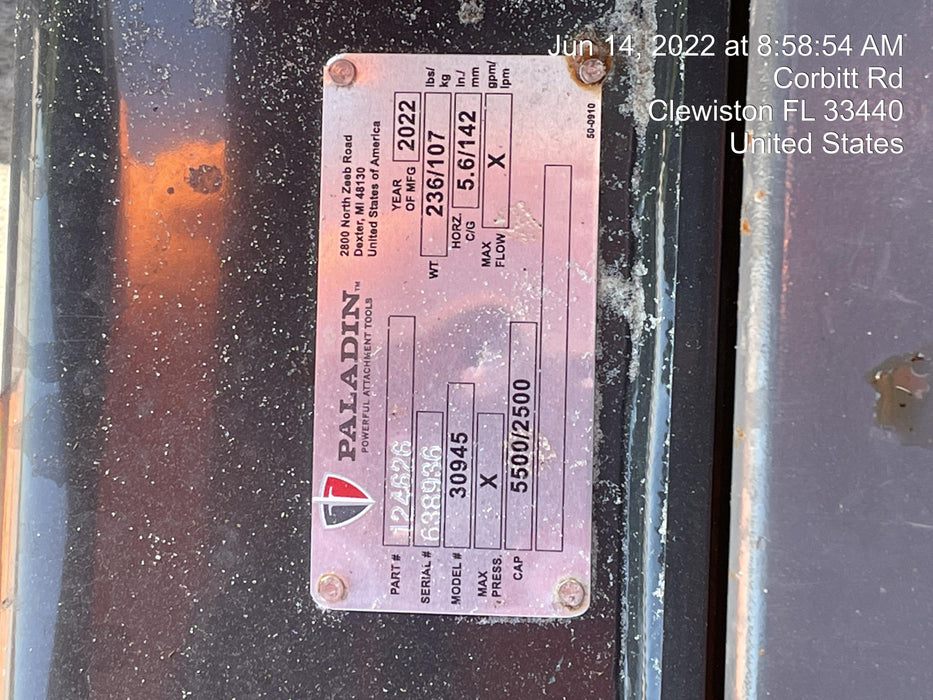 Jun 14, 2022 at 8:58:54 AM
Corbitt Rd
Clewiston FL 33440
United States
PALADIN™
POWERFUL ATTACHMENT TOOLS
2800 North Zeeb Road
Dexter, MI 48130
United States of America
PART # 124626
YEAR OF MFG 2022
SERIAL # 638936
WT 236/107 lbs/ kg
MODEL # 30945
HORZ. C/G 5.6/142 in./ mm
MAX PRESS. X
MAX FLOW X gpm/ lpm
CAP 5500/2500
50-0910